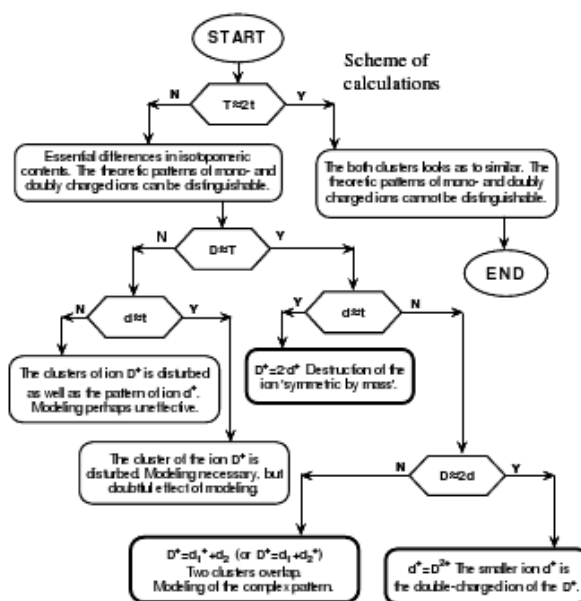 START
Scheme of
calculations
N
T≈2t
Y
Essential differences in isotopomeric
contents. The theoretic patterns of mono- and
doubly charged ions can be distinguishable.
The both clusters looks as to similar. The
theoretic patterns of mono- and doubly
charged ions cannot be distinguishable.
N
D≈T
Y
END
N
d≈t
Y
Y
d≈t
N
The clusters of ion D⁺ is disturbed
as well as the pattern of ion d⁺.
Modeling perhaps uneffective.
D⁺=2·d⁺ Destruction of the
ion 'symmetric by mass'.
The cluster of the ion D⁺ is
disturbed. Modeling necessary, but
doubtful effect of modeling.
N
D≈2d
Y
D⁺=d₁⁺+d₂ (or D⁺=d₁+d₂⁺)
Two clusters overlap.
Modeling of the complex pattern.
d⁺=D²⁺ The smaller ion d⁺ is
the double-charged ion of the D⁺.